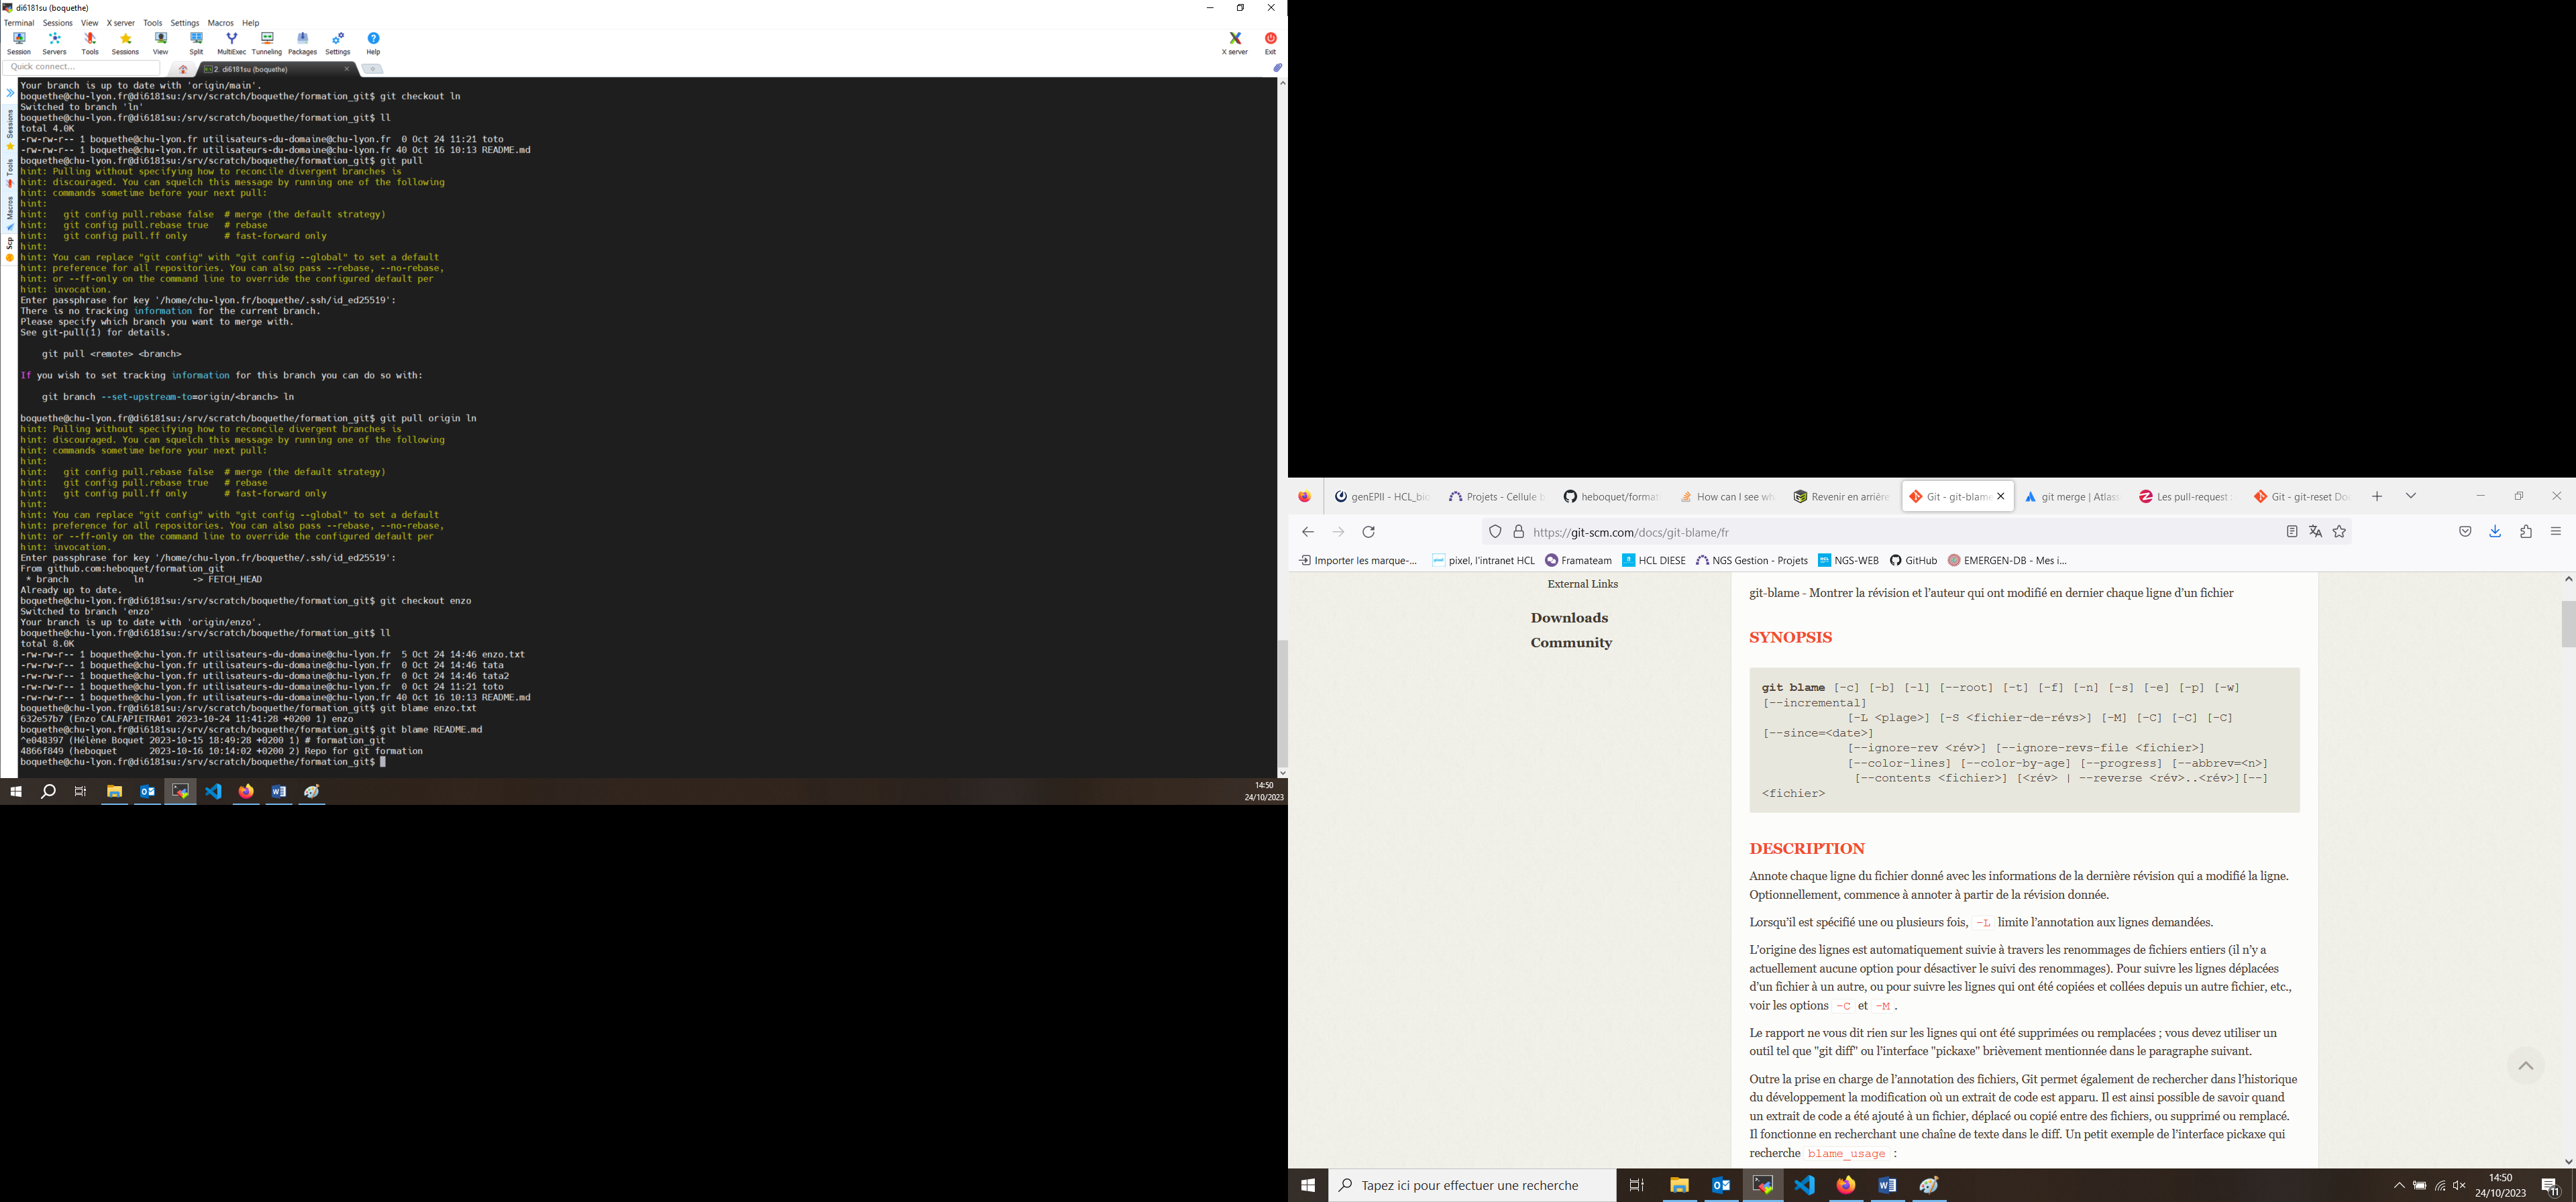 di6181su (boquethe)
Terminal Sessions View X server Tools Settings Macros Help
Session Servers Tools Sessions View Split MultiExec Tunneling Packages Settings Help X server Exit
Quick connect...
2. di6181su (boquethe)
Sessions
Tools
Macros
Scp
Your branch is up to date with 'origin/main'.
boquethe@chu-lyon.fr@di6181su:/srv/scratch/boquethe/formation_git$ git checkout ln
Switched to branch 'ln'
boquethe@chu-lyon.fr@di6181su:/srv/scratch/boquethe/formation_git$ ll
total 4.0K
-rw-rw-r-- 1 boquethe@chu-lyon.fr utilisateurs-du-domaine@chu-lyon.fr  0 Oct 24 11:21 toto
-rw-rw-r-- 1 boquethe@chu-lyon.fr utilisateurs-du-domaine@chu-lyon.fr 40 Oct 16 10:13 README.md
boquethe@chu-lyon.fr@di6181su:/srv/scratch/boquethe/formation_git$ git pull
hint: Pulling without specifying how to reconcile divergent branches is
hint: discouraged. You can squelch this message by running one of the following
hint: commands sometime before your next pull:
hint:
hint:   git config pull.rebase false  # merge (the default strategy)
hint:   git config pull.rebase true   # rebase
hint:   git config pull.ff only       # fast-forward only
hint:
hint: You can replace "git config" with "git config --global" to set a default
hint: preference for all repositories. You can also pass --rebase, --no-rebase,
hint: or --ff-only on the command line to override the configured default per
hint: invocation.
Enter passphrase for key '/home/chu-lyon.fr/boquethe/.ssh/id_ed25519':
There is no tracking information for the current branch.
Please specify which branch you want to merge with.
See git-pull(1) for details.
git pull <remote> <branch>
If you wish to set tracking information for this branch you can do so with:
git branch --set-upstream-to=origin/<branch> ln
boquethe@chu-lyon.fr@di6181su:/srv/scratch/boquethe/formation_git$ git pull origin ln
hint: Pulling without specifying how to reconcile divergent branches is
hint: discouraged. You can squelch this message by running one of the following
hint: commands sometime before your next pull:
hint:
hint:   git config pull.rebase false  # merge (the default strategy)
hint:   git config pull.rebase true   # rebase
hint:   git config pull.ff only       # fast-forward only
hint:
hint: You can replace "git config" with "git config --global" to set a default
hint: preference for all repositories. You can also pass --rebase, --no-rebase,
hint: or --ff-only on the command line to override the configured default per
hint: invocation.
Enter passphrase for key '/home/chu-lyon.fr/boquethe/.ssh/id_ed25519':
From github.com:heboquet/formation_git
* branch            ln         -> FETCH_HEAD
Already up to date.
boquethe@chu-lyon.fr@di6181su:/srv/scratch/boquethe/formation_git$ git checkout enzo
Switched to branch 'enzo'
Your branch is up to date with 'origin/enzo'.
boquethe@chu-lyon.fr@di6181su:/srv/scratch/boquethe/formation_git$ ll
total 8.0K
-rw-rw-r-- 1 boquethe@chu-lyon.fr utilisateurs-du-domaine@chu-lyon.fr  5 Oct 24 14:46 enzo.txt
-rw-rw-r-- 1 boquethe@chu-lyon.fr utilisateurs-du-domaine@chu-lyon.fr  0 Oct 24 14:46 tata
-rw-rw-r-- 1 boquethe@chu-lyon.fr utilisateurs-du-domaine@chu-lyon.fr  0 Oct 24 14:46 tata2
-rw-rw-r-- 1 boquethe@chu-lyon.fr utilisateurs-du-domaine@chu-lyon.fr  0 Oct 24 11:21 toto
-rw-rw-r-- 1 boquethe@chu-lyon.fr utilisateurs-du-domaine@chu-lyon.fr 40 Oct 16 10:13 README.md
boquethe@chu-lyon.fr@di6181su:/srv/scratch/boquethe/formation_git$ git blame enzo.txt
632e57b7 (Enzo CALFAPIETRA01 2023-10-24 11:41:28 +0200 1) enzo
boquethe@chu-lyon.fr@di6181su:/srv/scratch/boquethe/formation_git$ git blame README.md
^e048397 (Hélène Boquet 2023-10-15 18:49:28 +0200 1) # formation_git
4866f849 (heboquet      2023-10-16 10:14:02 +0200 2) Repo for git formation
boquethe@chu-lyon.fr@di6181su:/srv/scratch/boquethe/formation_git$
14:50
24/10/2023
genEPII - HCL_bio Projets - Cellule b heboquet/format How can I see wh Revenir en arrière Git - git-blame git merge | Atlass Les pull-request : Git - git-reset Do
https://git-scm.com/docs/git-blame/fr
Importer les marque-... pixel, l'intranet HCL Framateam HCL DIESE NGS Gestion - Projets NGS-WEB GitHub EMERGEN-DB - Mes i...
External Links
Downloads
Community
git-blame - Montrer la révision et l’auteur qui ont modifié en dernier chaque ligne d’un fichier
SYNOPSIS
git blame [-c] [-b] [-l] [--root] [-t] [-f] [-n] [-s] [-e] [-p] [-w]
[--incremental]
[-L <plage>] [-S <fichier-de-révs>] [-M] [-C] [-C] [-C]
[--since=<date>]
[--ignore-rev <rév>] [--ignore-revs-file <fichier>]
[--color-lines] [--color-by-age] [--progress] [--abbrev=<n>]
[--contents <fichier>] [<rév> | --reverse <rév>..<rév>][--]
<fichier>
DESCRIPTION
Annote chaque ligne du fichier donné avec les informations de la dernière révision qui a modifié la ligne.
Optionnellement, commence à annoter à partir de la révision donnée.
Lorsqu’il est spécifié une ou plusieurs fois, -L limite l’annotation aux lignes demandées.
L’origine des lignes est automatiquement suivie à travers les renommages de fichiers entiers (il n’y a
actuellement aucune option pour désactiver le suivi des renommages). Pour suivre les lignes déplacées
d’un fichier à un autre, ou pour suivre les lignes qui ont été copiées et collées depuis un autre fichier, etc.,
voir les options -C et -M.
Le rapport ne vous dit rien sur les lignes qui ont été supprimées ou remplacées ; vous devez utiliser un
outil tel que "git diff" ou l’interface "pickaxe" brièvement mentionnée dans le paragraphe suivant.
Outre la prise en charge de l’annotation des fichiers, Git permet également de rechercher dans l’historique
du développement la modification où un extrait de code est apparu. Il est ainsi possible de savoir quand
un extrait de code a été ajouté à un fichier, déplacé ou copié entre des fichiers, ou supprimé ou remplacé.
Il fonctionne en recherchant une chaîne de texte dans le diff. Un petit exemple de l’interface pickaxe qui
recherche blame_usage :
Tapez ici pour effectuer une recherche
14:50
24/10/2023
11